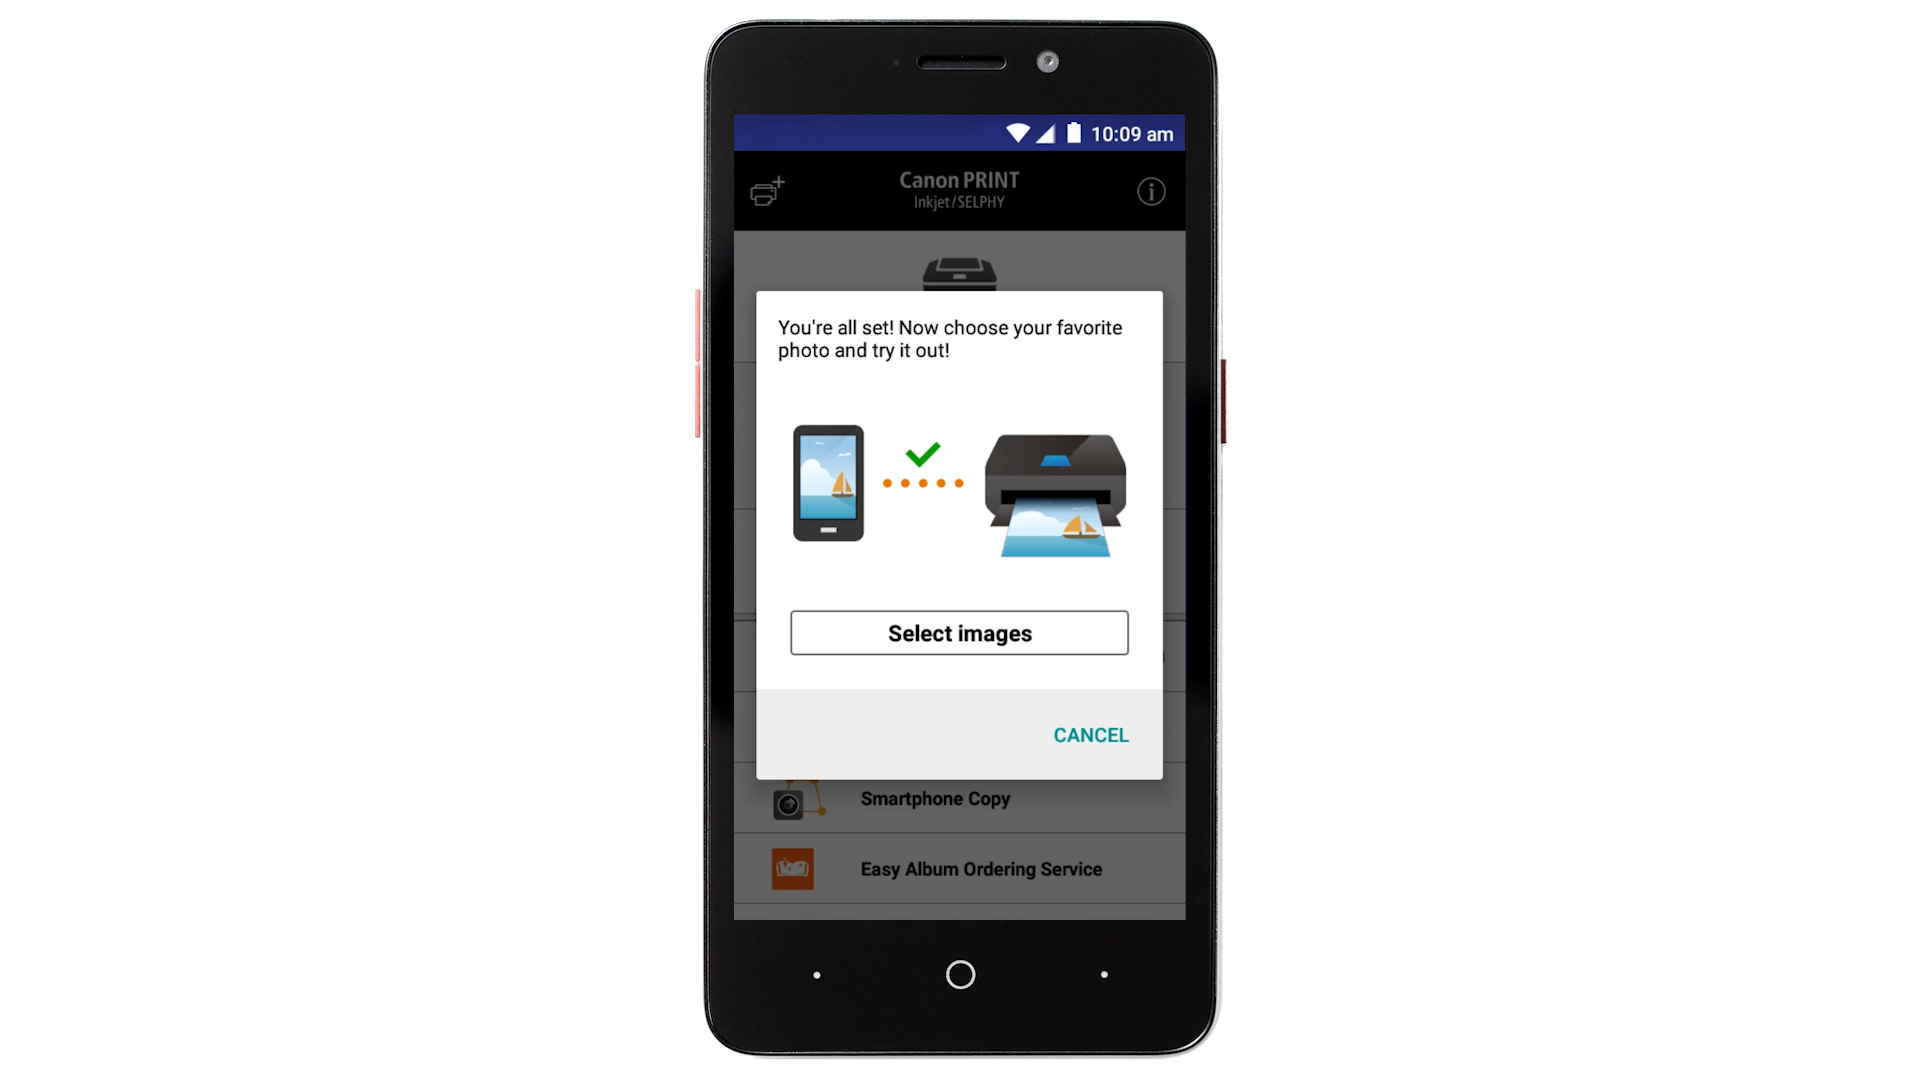 10:09 am
Canon PRINT
Inkjet/SELPHY
You're all set! Now choose your favorite
photo and try it out!
Select images
CANCEL
Smartphone Copy
Easy Album Ordering Service